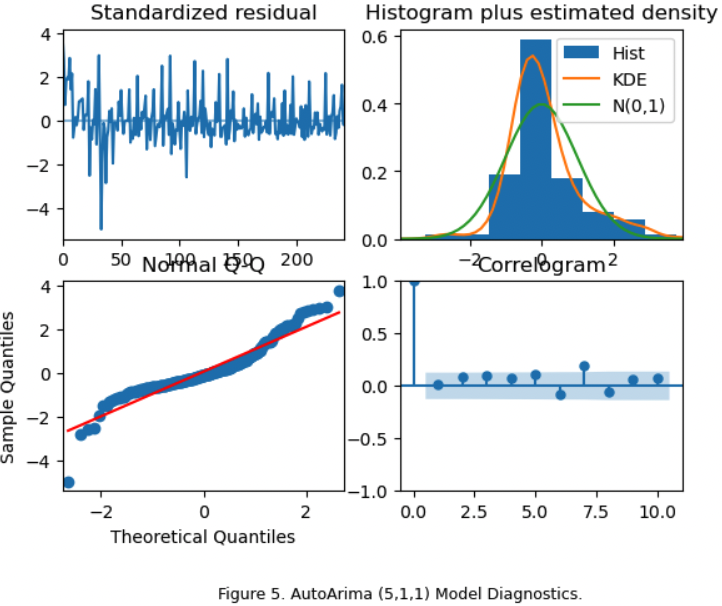 Standardized residual
4
2
0
−2
−4
0 50 100 150 200
Histogram plus estimated density
0.6
0.4
0.2
0.0
Hist
KDE
N(0,1)
−2 0 2
Normal Q-Q
Sample Quantiles
4
2
0
−2
−4
−2 0 2
Theoretical Quantiles
Correlogram
1.0
0.5
0.0
−0.5
−1.0
0.0 2.5 5.0 7.5 10.0
Figure 5. AutoArima (5,1,1) Model Diagnostics.